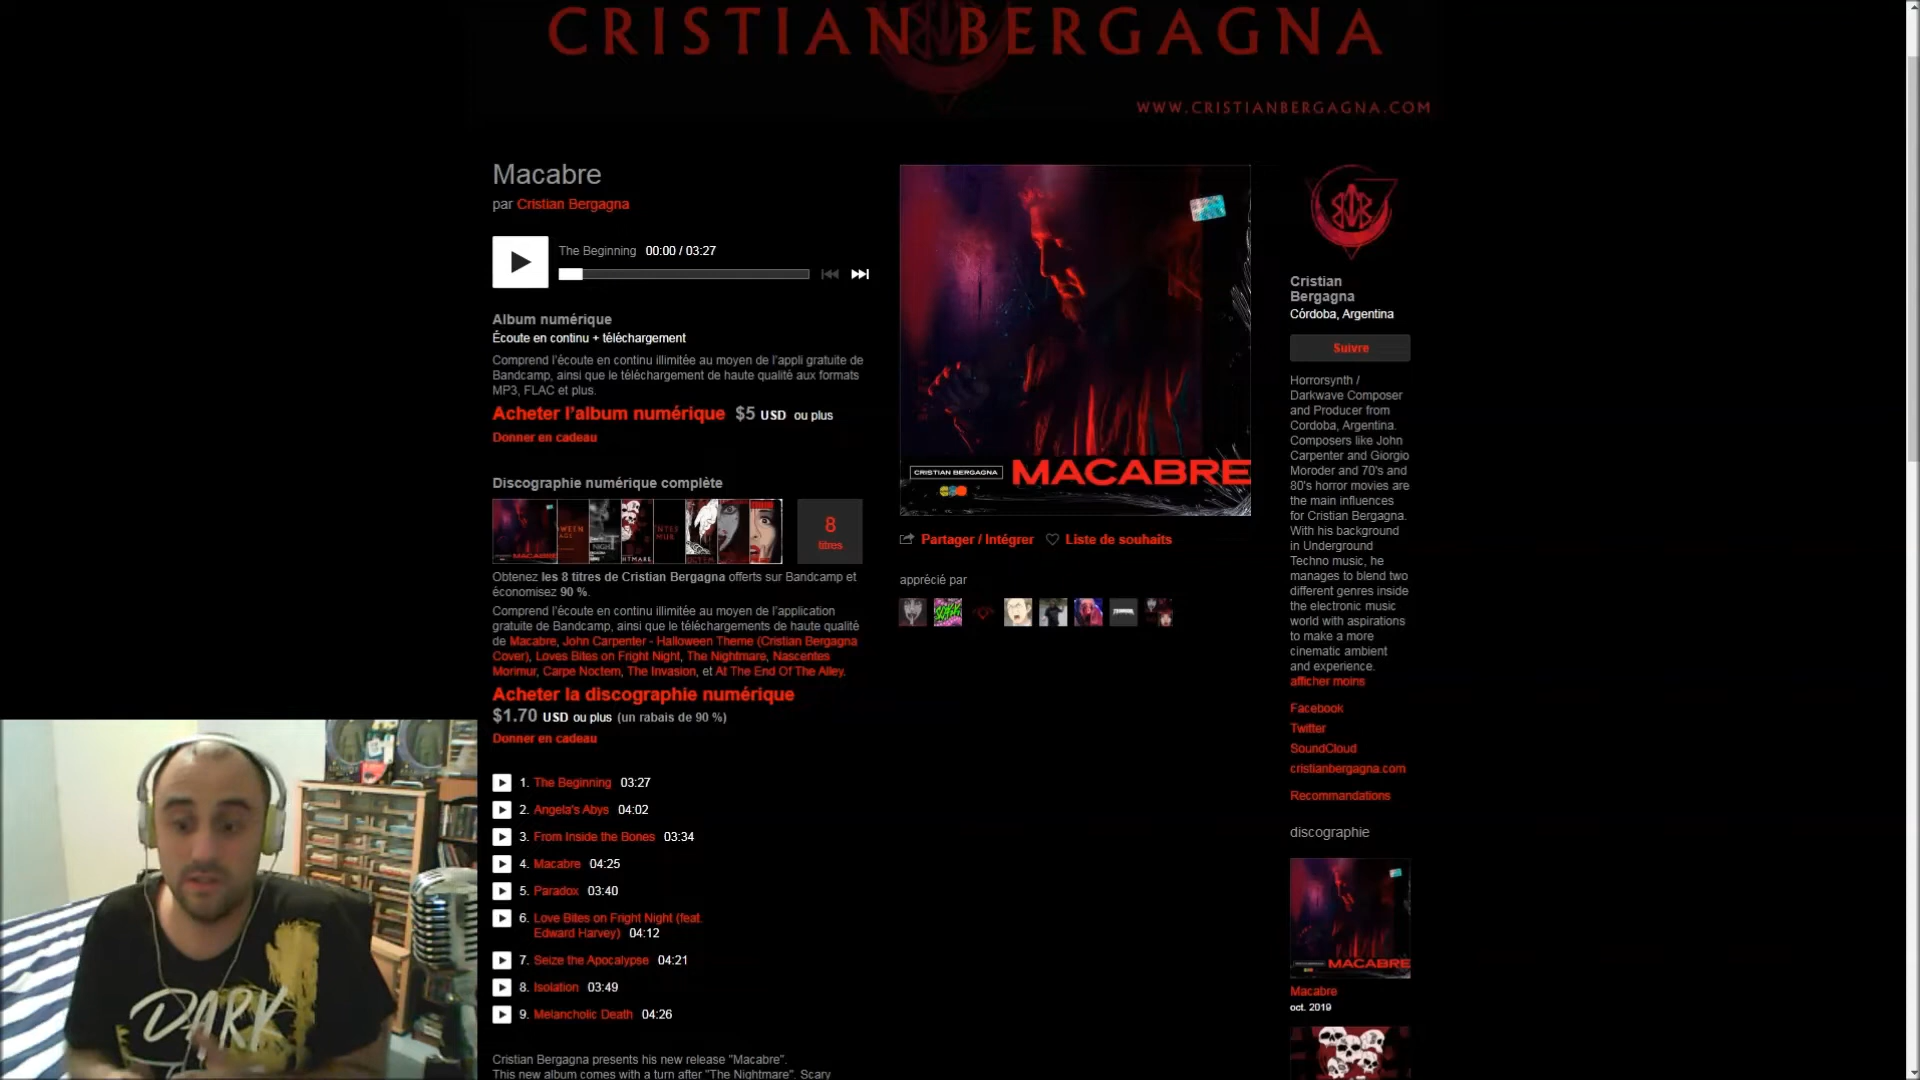 CRISTIAN BERGAGNA
WWW.CRISTIANBERGAGNA.COM
Macabre
par Cristian Bergagna
The Beginning 00:00 / 03:27
Album numérique
Écoute en continu + téléchargement
Comprend l'écoute en continu illimitée au moyen de l'appli gratuite de
Bandcamp, ainsi que le téléchargement de haute qualité aux formats
MP3, FLAC et plus.
Acheter l'album numérique $5 USD ou plus
Donner en cadeau
Discographie numérique complète
8
titres
Obtenez les 8 titres de Cristian Bergagna offerts sur Bandcamp et
économisez 90 %.
Comprend l'écoute en continu illimitée au moyen de l'application
gratuite de Bandcamp, ainsi que le téléchargements de haute qualité
de Macabre, John Carpenter - Halloween Theme (Cristian Bergagna
Cover), Loves Bites on Fright Night, The Nightmare, Nascentes
Morimur, Carpe Noctem, The Invasion, et At The End Of The Alley.
Acheter la discographie numérique
$1.70 USD ou plus (un rabais de 90 %)
Donner en cadeau
1. The Beginning 03:27
2. Angela's Abys 04:02
3. From Inside the Bones 03:34
4. Macabre 04:25
5. Paradox 03:40
6. Love Bites on Fright Night (feat.
Edward Harvey) 04:12
7. Seize the Apocalypse 04:21
8. Isolation 03:49
9. Melancholic Death 04:26
Cristian Bergagna presents his new release "Macabre".
This new album comes with a turn after "The Nightmare". Scary
CRISTIAN BERGAGNA
MACABRE
Partager / Intégrer Liste de souhaits
apprécié par
Cristian
Bergagna
Córdoba, Argentina
Suivre
Horrorsynth /
Darkwave Composer
and Producer from
Cordoba, Argentina.
Composers like John
Carpenter and Giorgio
Moroder and 70's and
80's horror movies are
the main influences
for Cristian Bergagna.
With his background
in Underground
Techno music, he
manages to blend two
different genres inside
the electronic music
world with aspirations
to make a more
cinematic ambient
and experience.
afficher moins
Facebook
Twitter
SoundCloud
cristianbergagna.com
Recommandations
discographie
MACABRE
Macabre
oct. 2019
DARK